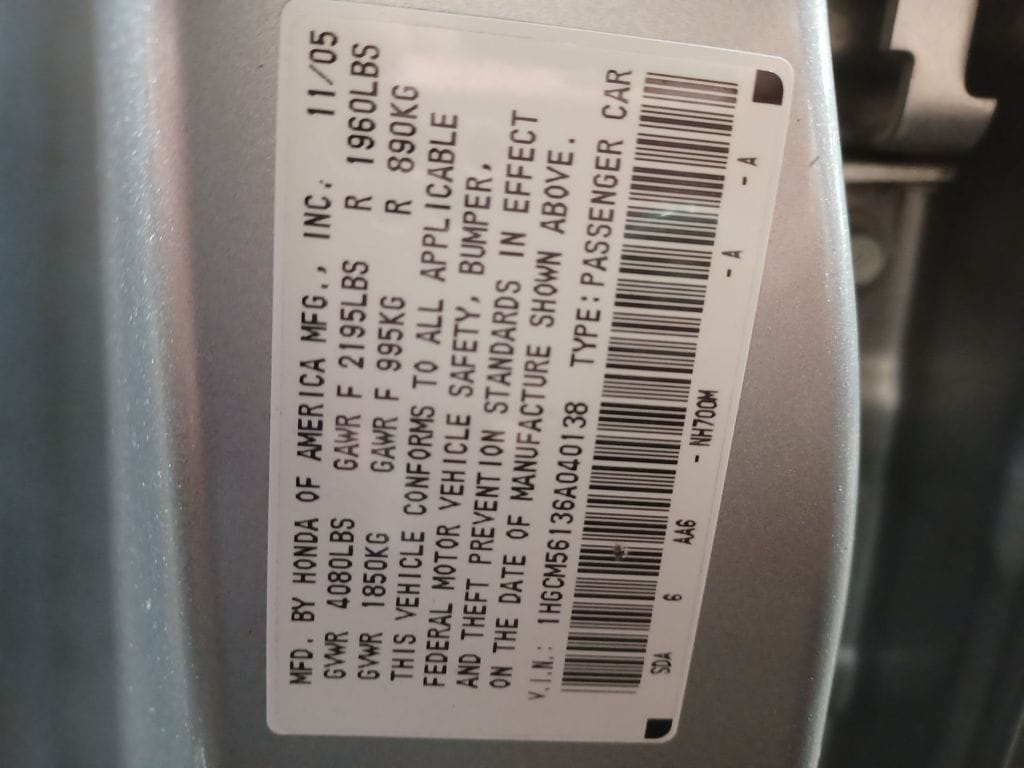 MFD. BY HONDA OF AMERICA MFG., INC. 11/05
GVWR 4080LBS GAWR F 2195LBS R 1960LBS
GVWR 1850KG GAWR F 995KG R 890KG
THIS VEHICLE CONFORMS TO ALL APPLICABLE
FEDERAL MOTOR VEHICLE SAFETY, BUMPER,
AND THEFT PREVENTION STANDARDS IN EFFECT
ON THE DATE OF MANUFACTURE SHOWN ABOVE.
V.I.N.: 1HGCM56136A040138 TYPE:PASSENGER CAR
SDA 6 AA6 - NH700M - A - A